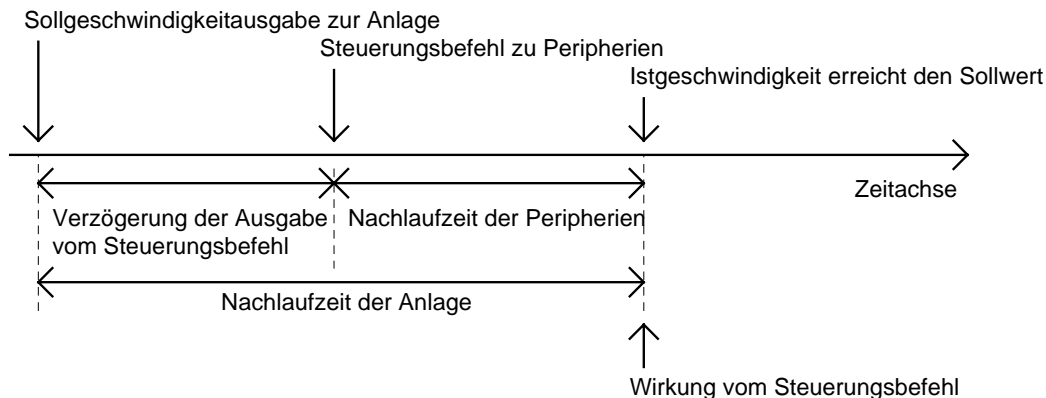 Sollgeschwindigkeitausgabe zur Anlage
Steuerungsbefehl zu Peripherien
Istgeschwindigkeit erreicht den Sollwert
Zeitachse
Verzögerung der Ausgabe
vom Steuerungsbefehl
Nachlaufzeit der Peripherien
Nachlaufzeit der Anlage
Wirkung vom Steuerungsbefehl